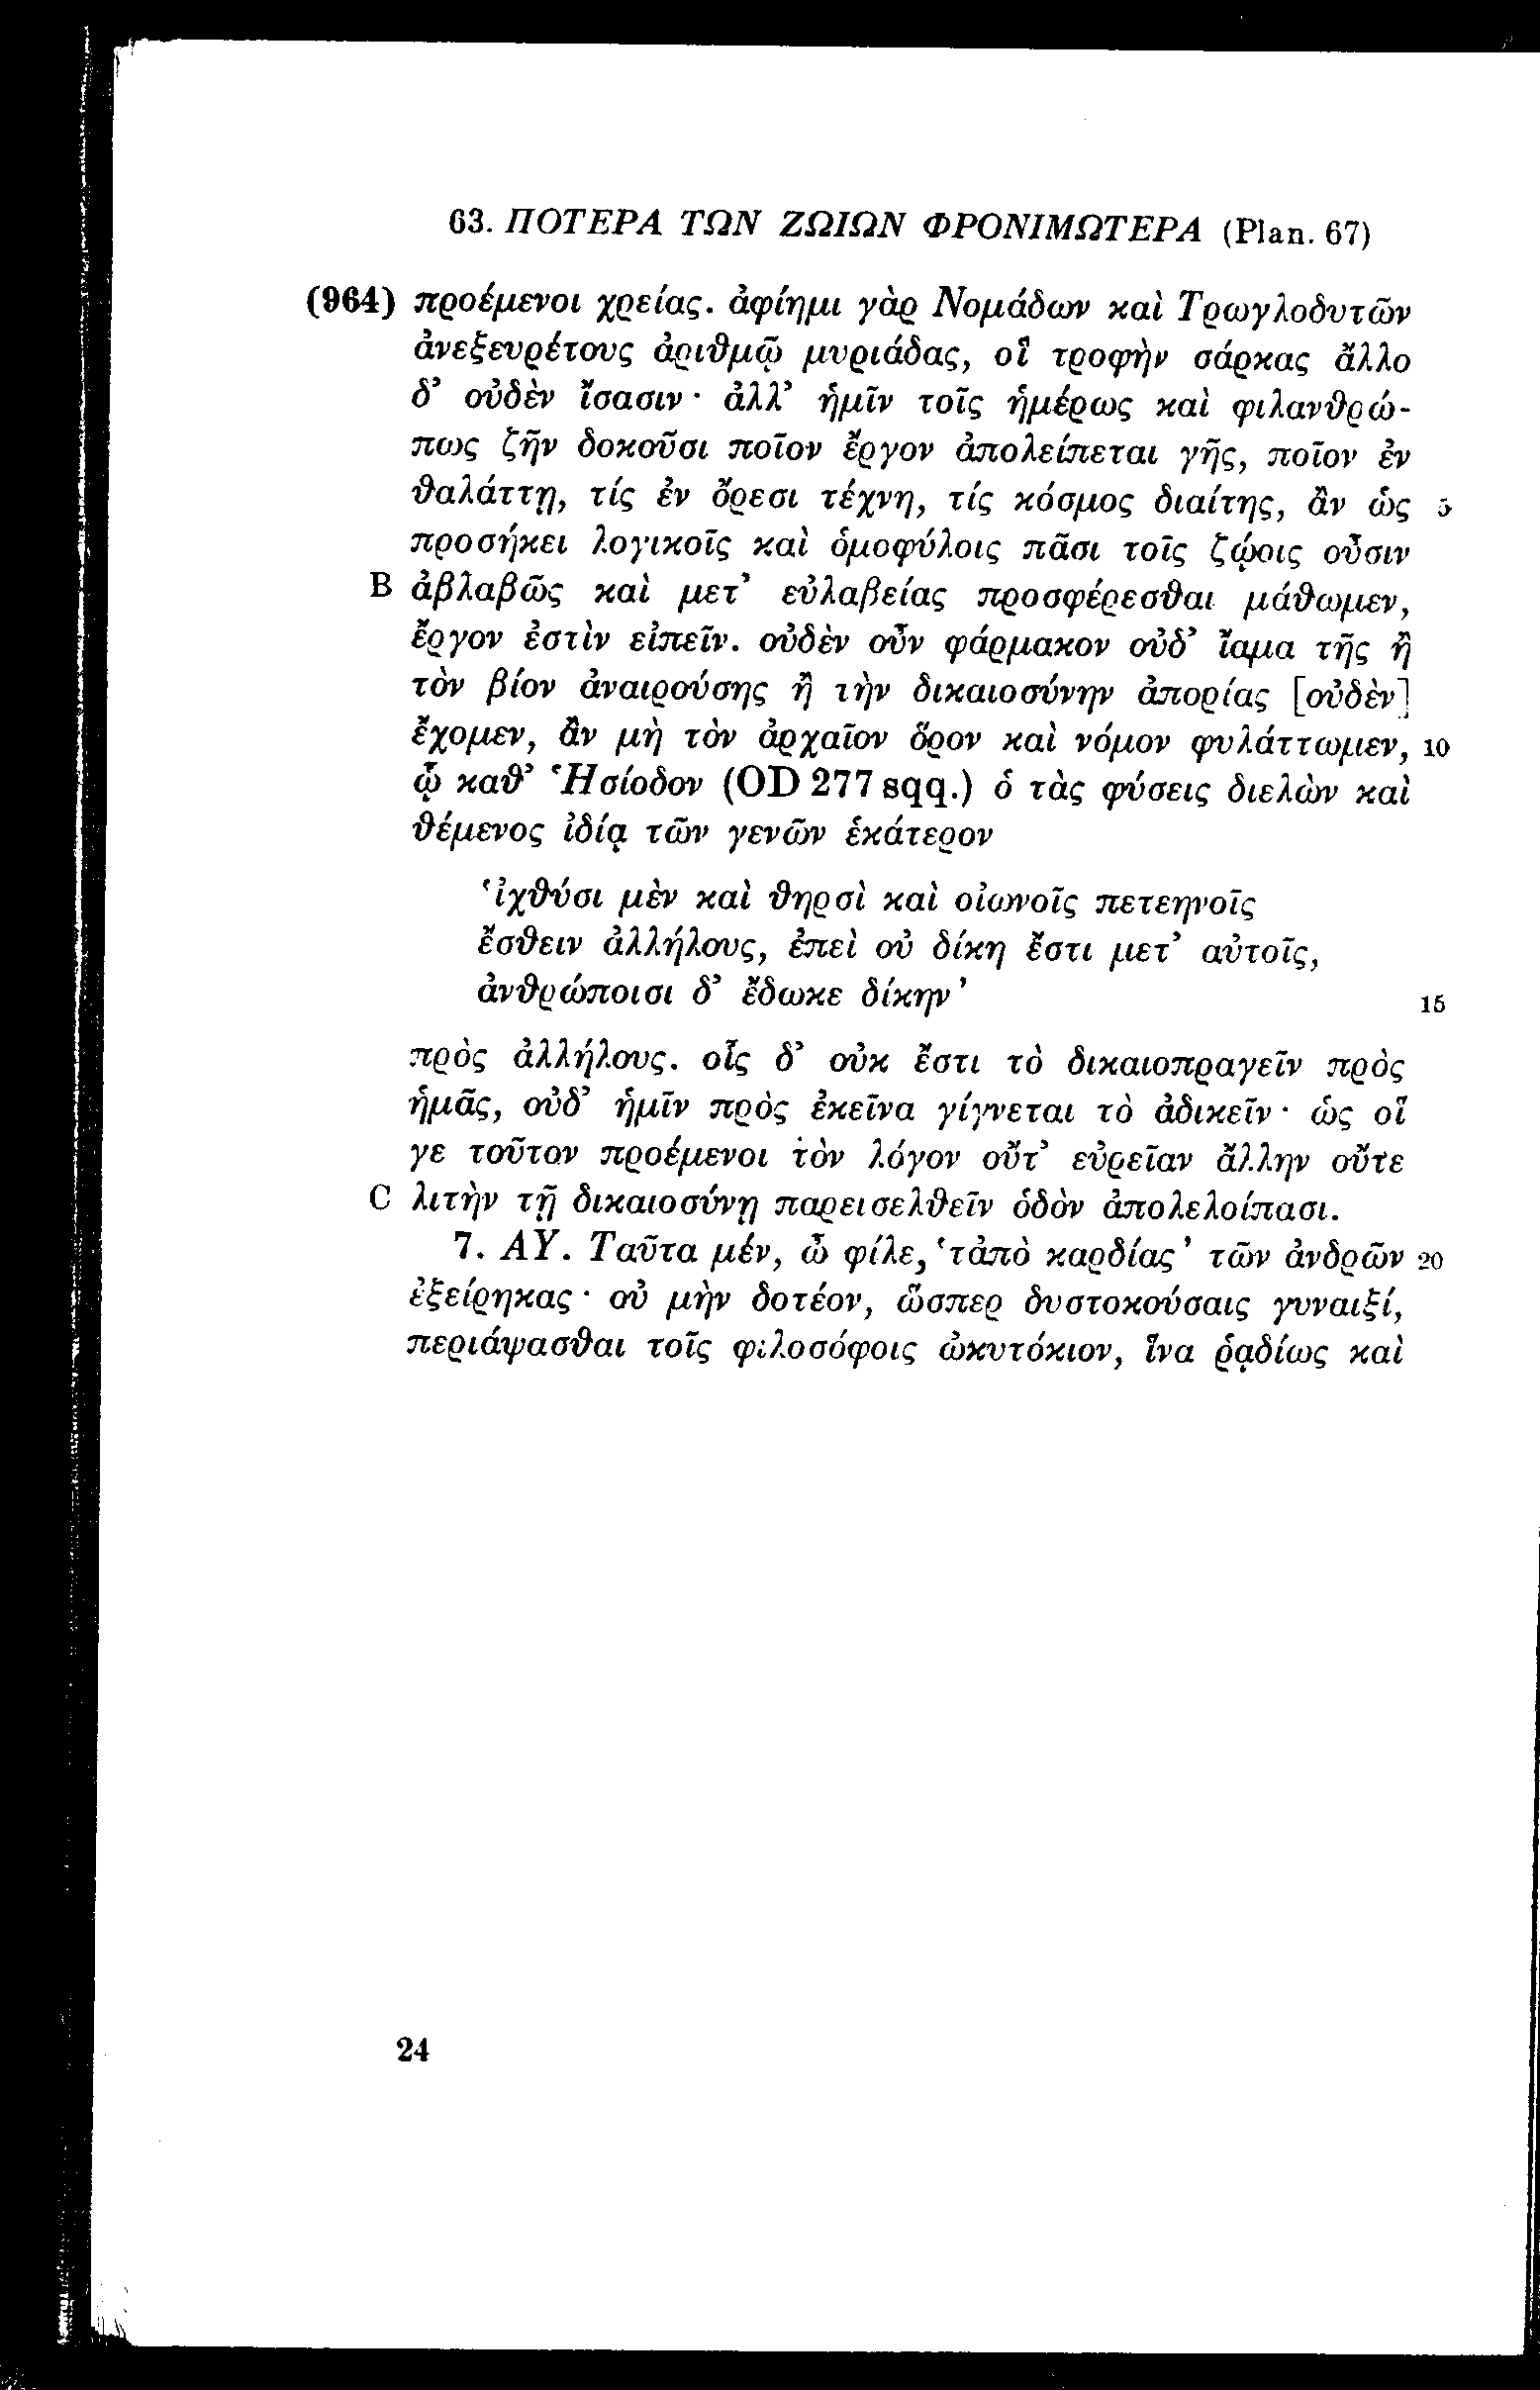 63. ΠΟΤΕΡΑ ΤΩΝ ΖΩΙΩΝ ΦΡΟΝΙΜΩΤΕΡΑ (Plan. 67)
(964) προέμενοι χρείας. ἀφίημι γὰρ Νομάδων καὶ Τρωγλοδυτῶν
ἀνεξευρέτους ἀριθμῷ μυριάδας, οἳ τροφὴν σάρκας ἄλλο
δ’ οὐδὲν ἴσασιν · ἀλλ’ ἡμῖν τοῖς ἡμέρως καὶ φιλανθρώ-
πως ζῆν δοκοῦσι ποῖον ἔργον ἀπολείπεται γῆς, ποῖον ἐν
θαλάττῃ, τίς ἐν ὄρεσι τέχνη, τίς κόσμος διαίτης, ἂν ὡς 5
προσήκει λογικοῖς καὶ ὁμοφύλοις πᾶσι τοῖς ζῴοις οὖσιν
B ἀβλαβῶς καὶ μετ’ εὐλαβείας προσφέρεσθαι μάθωμεν,
ἔργον ἐστὶν εἰπεῖν. οὐδὲν οὖν φάρμακον οὐδ’ ἴαμα τῆς ἢ
τὸν βίον ἀναιρούσης ἢ τὴν δικαιοσύνην ἀπορίας [οὐδὲν]
ἔχομεν, ἂν μὴ τὸν ἀρχαῖον ὅρον καὶ νόμον φυλάττωμεν, 10
ᾧ καθ’ Ἡσίοδον (OD 277 sqq.) ὁ τὰς φύσεις διελὼν καὶ
θέμενος ἰδίᾳ τῶν γενῶν ἑκάτερον
‘ἰχθύσι μὲν καὶ θηρσὶ καὶ οἰωνοῖς πετεηνοῖς
ἔσθειν ἀλλήλους, ἐπεὶ οὐ δίκη ἔστι μετ’ αὐτοῖς,
ἀνθρώποισι δ’ ἔδωκε δίκην’ 15
πρὸς ἀλλήλους. οἷς δ’ οὐκ ἔστι τὸ δικαιοπραγεῖν πρὸς
ἡμᾶς, οὐδ’ ἡμῖν πρὸς ἐκεῖνα γίγνεται τὸ ἀδικεῖν · ὡς οἵ
γε τοῦτον προέμενοι τὸν λόγον οὔτ’ εὐρεῖαν ἄλλην οὔτε
C λιτὴν τῇ δικαιοσύνῃ παρεισελθεῖν ὁδὸν ἀπολελοίπασι.
7. ΑΥ. Ταῦτα μέν, ὦ φίλε, ‘τἀπὸ καρδίας’ τῶν ἀνδρῶν 20
ἐξείρηκας · οὐ μὴν δοτέον, ὥσπερ δυστοκούσαις γυναιξί,
περιάψασθαι τοῖς φιλοσόφοις ὠκυτόκιον, ἵνα ῥᾳδίως καὶ
24